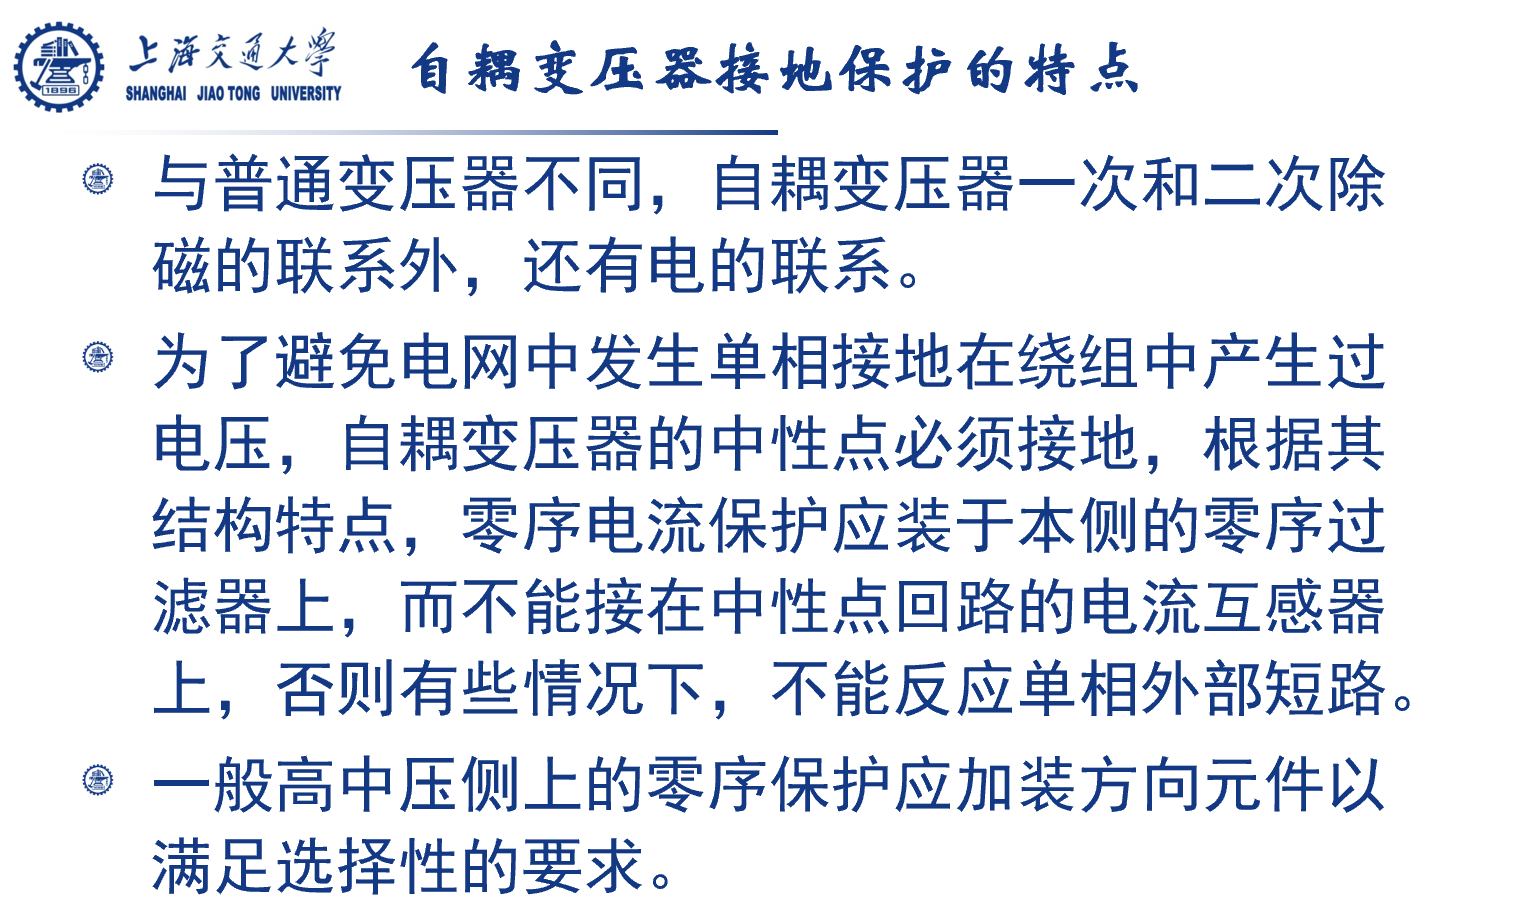 上海交通大学
SHANGHAI JIAO TONG UNIVERSITY
1896
自耦变压器接地保护的特点
与普通变压器不同，自耦变压器一次和二次除
磁的联系外，还有电的联系。
为了避免电网中发生单相接地在绕组中产生过
电压，自耦变压器的中性点必须接地，根据其
结构特点，零序电流保护应装于本侧的零序过
滤器上，而不能接在中性点回路的电流互感器
上，否则有些情况下，不能反应单相外部短路。
一般高中压侧上的零序保护应加装方向元件以
满足选择性的要求。